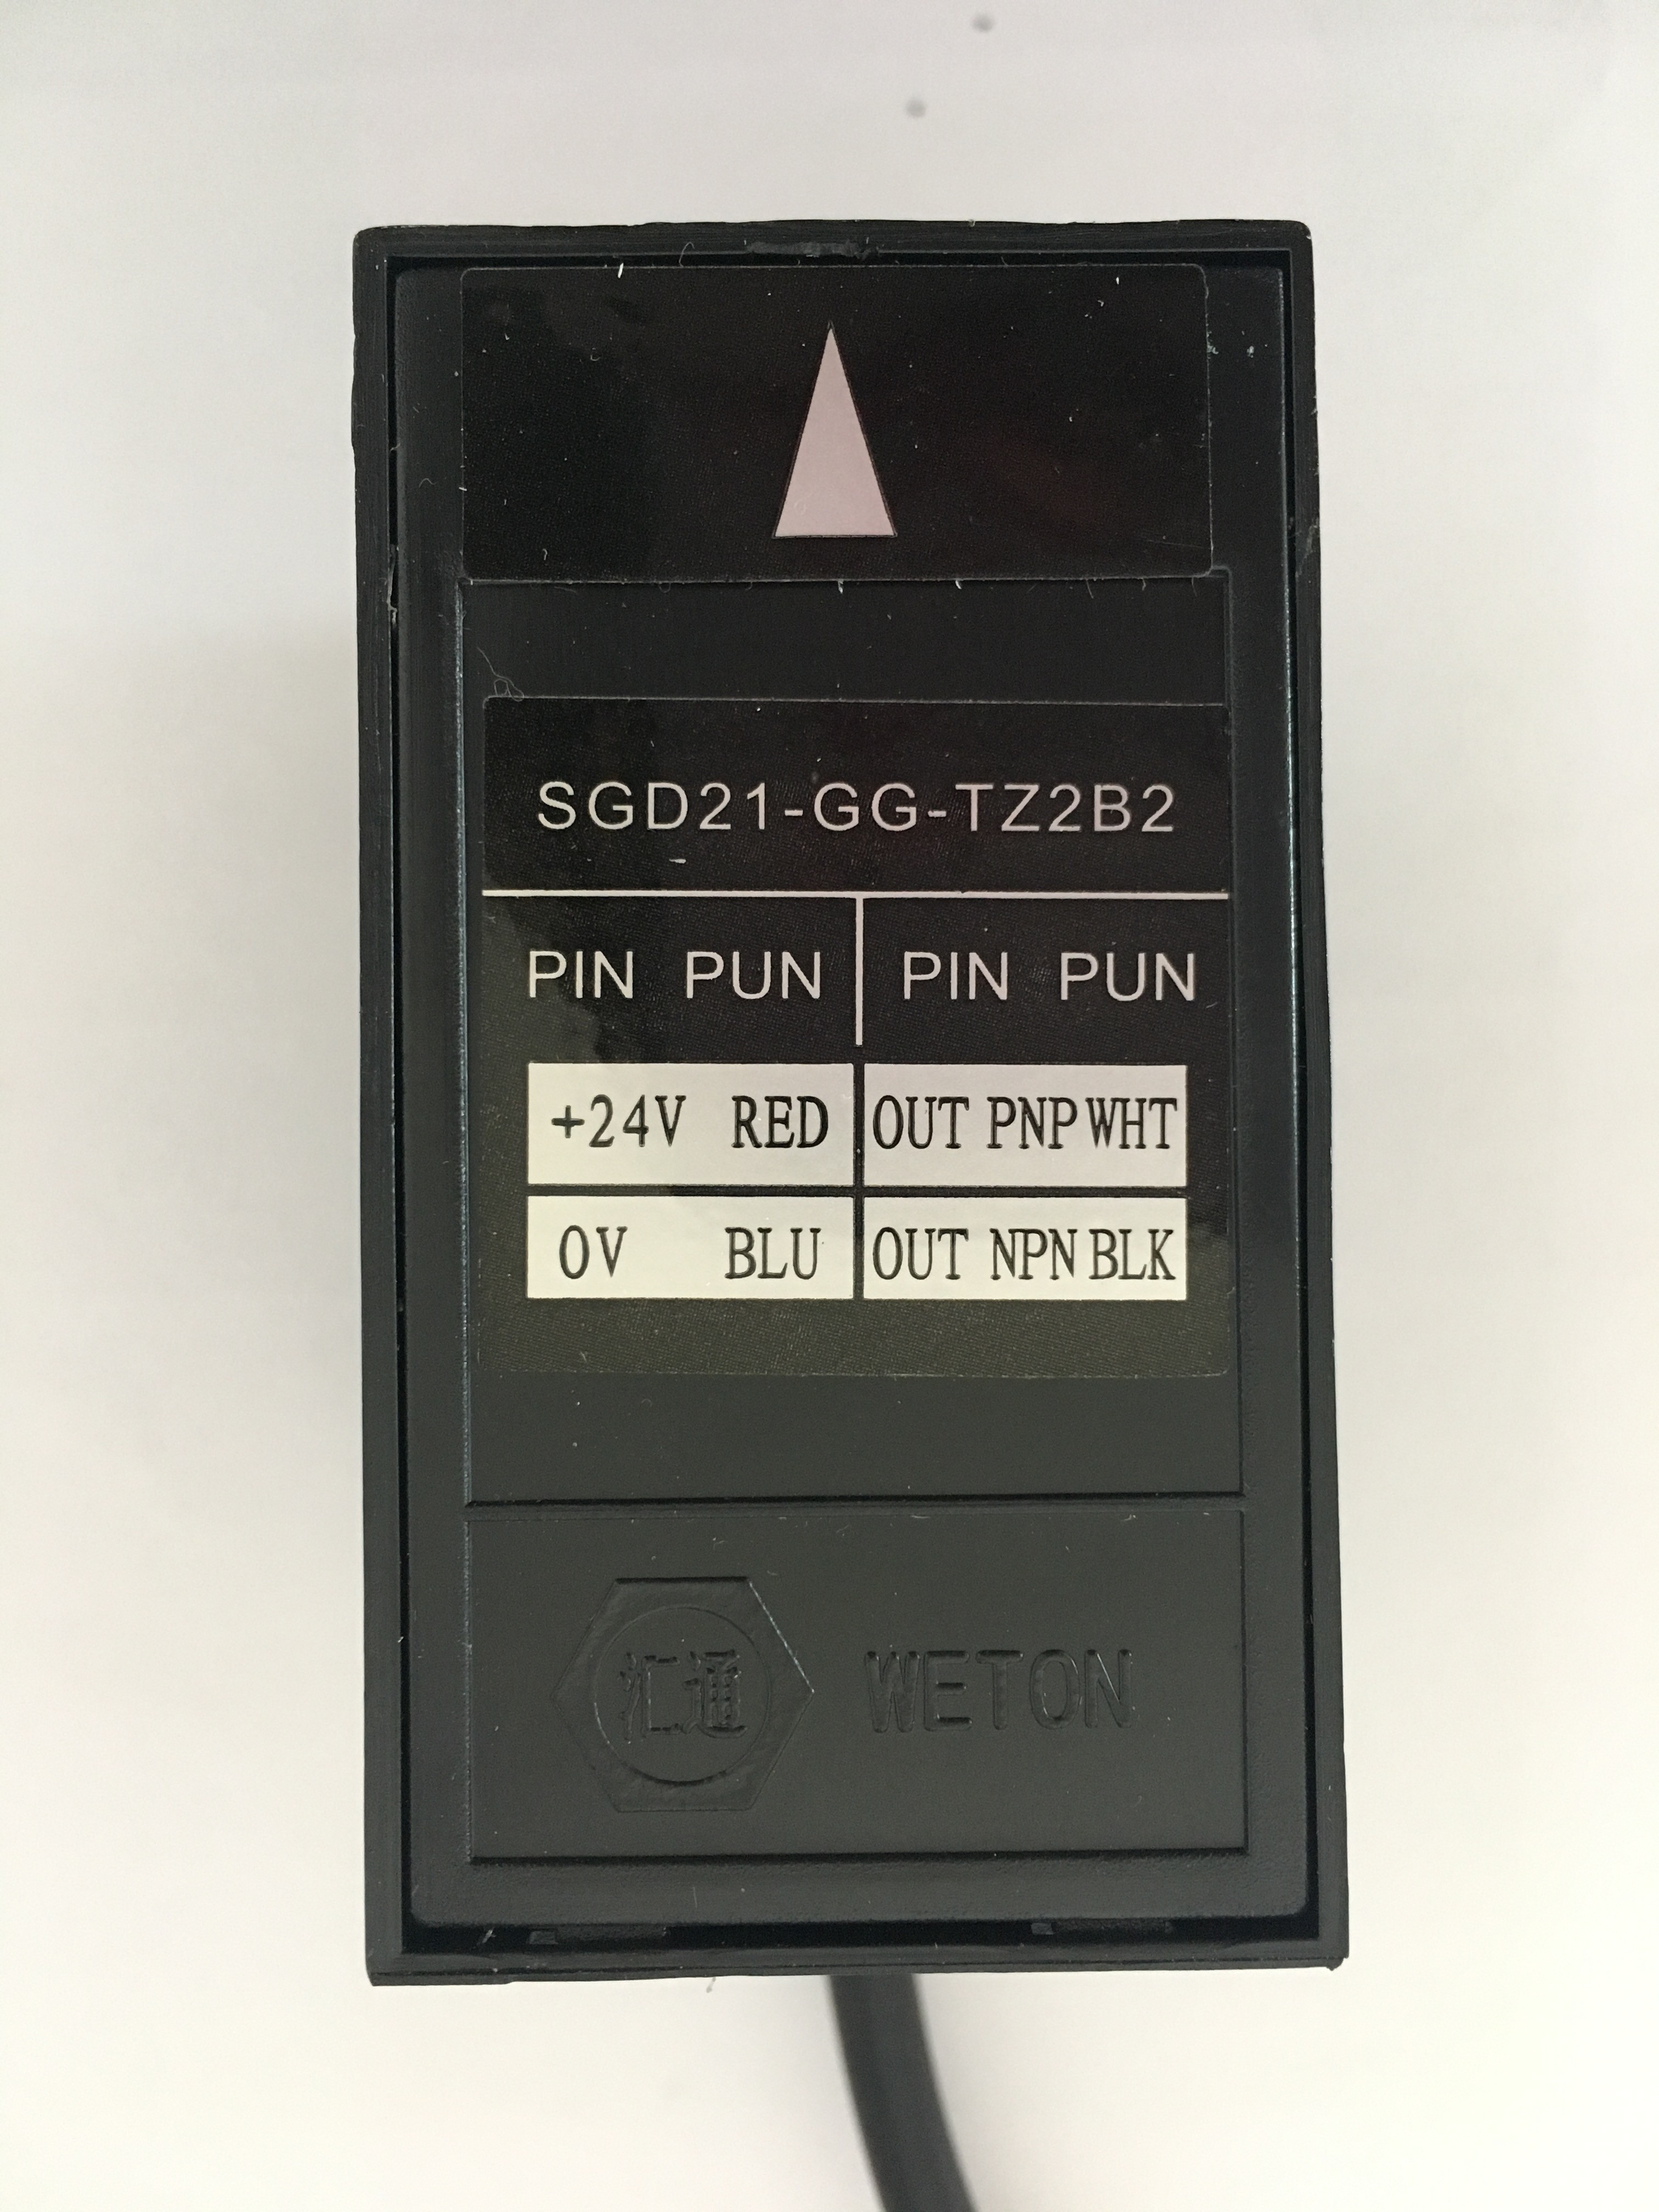 SGD21-GG-TZ2B2
PIN PUN PIN PUN
+24V RED OUT PNP WHT
0V BLU OUT NPN BLK
汇通 WETON